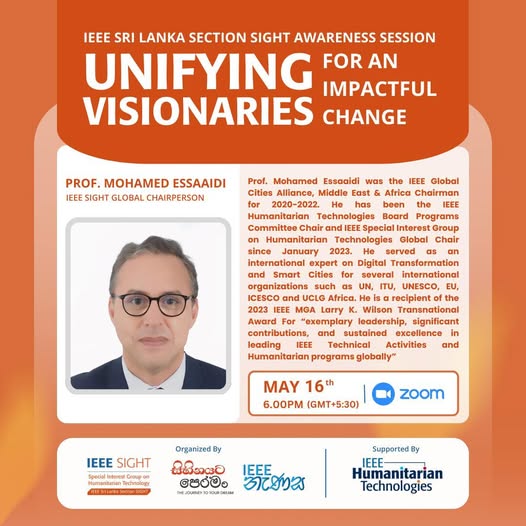 IEEE SRI LANKA SECTION SIGHT AWARENESS SESSION
UNIFYING
VISIONARIES
FOR AN
IMPACTFUL
CHANGE
PROF. MOHAMED ESSAAIDI
IEEE SIGHT GLOBAL CHAIRPERSON
Prof. Mohamed Essaaidi was the IEEE Global
Cities Alliance, Middle East & Africa Chairman
for 2020-2022. He has been the IEEE
Humanitarian Technologies Board Programs
Committee Chair and IEEE Special Interest Group
on Humanitarian Technologies Global Chair
since January 2023. He served as an
international expert on Digital Transformation
and Smart Cities for several international
organizations such as UN, ITU, UNESCO, EU,
ICESCO and UCLG Africa. He is a recipient of the
2023 IEEE MGA Larry K. Wilson Transnational
Award For “exemplary leadership, significant
contributions, and sustained excellence in
leading IEEE Technical Activities and
Humanitarian programs globally”
MAY 16th
6.00PM (GMT+5:30)
zoom
Organized By
IEEE SIGHT
Special Interest Group on
Humanitarian Technology
IEEE Sri Lanka Section SIGHT
සිහිනයට
පෙරමං
THE JOURNEY TO YOUR DREAM
IEEE
නැණස
Supported By
IEEE
Humanitarian
Technologies